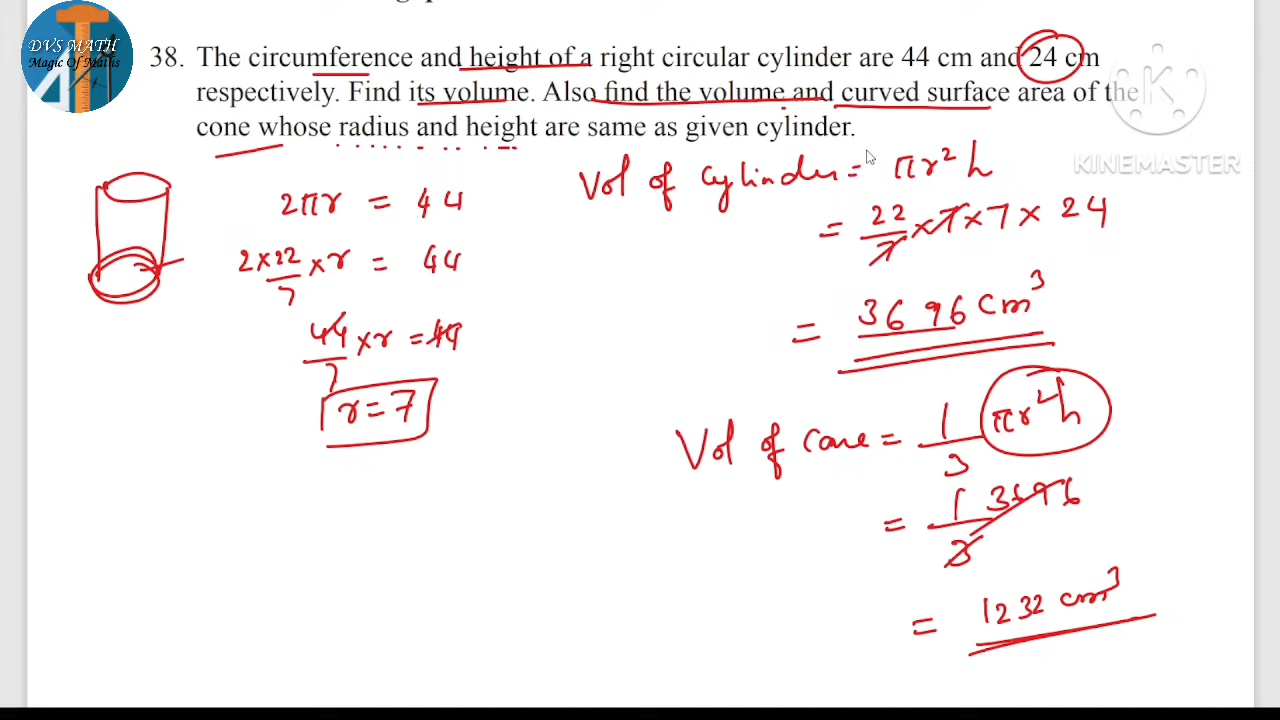 DVS MATH
Magic Of Maths
38. The circumference and height of a right circular cylinder are 44 cm and 24 cm
respectively. Find its volume. Also find the volume and curved surface area of the
cone whose radius and height are same as given cylinder.
KINEMASTER
2πr = 44
2×22/7 ×r = 44
44/7 ×r = 44
r=7
Vol of cylinder = πr²h
= 22/7 ×7×7× 24
= 3696 cm³
Vol of cone = 1/3 πr²h
= 1/3 3696
= 1232 cm³